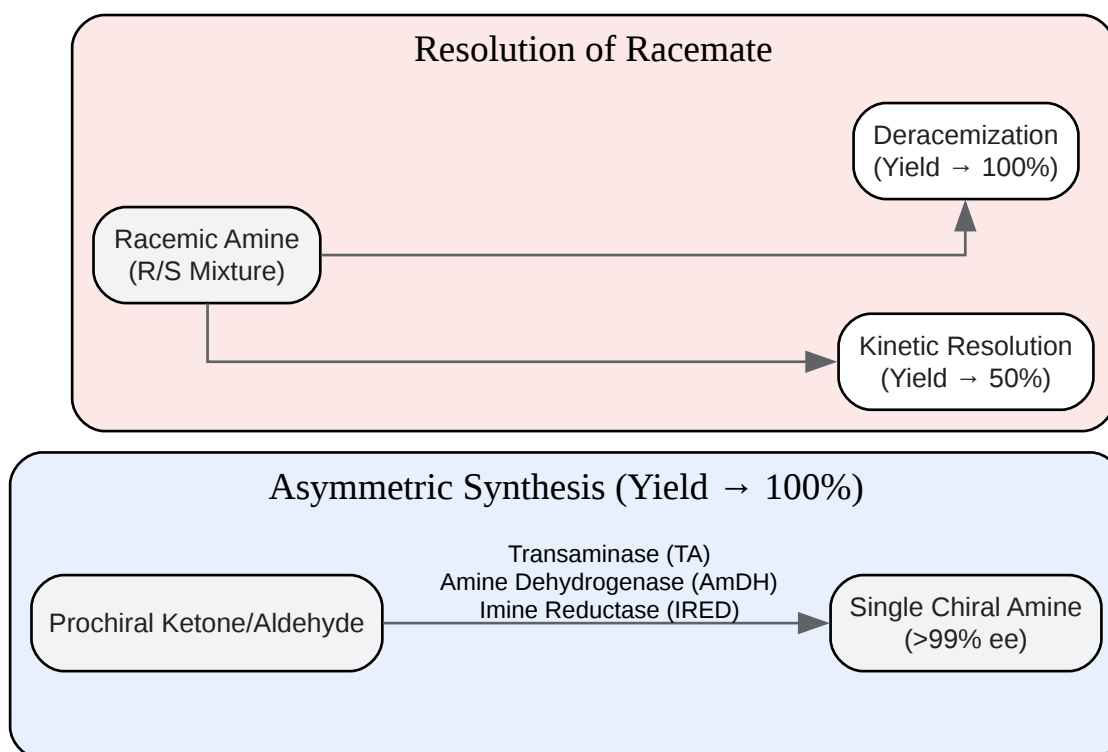 Resolution of Racemate
Deracemization
(Yield → 100%)
Racemic Amine
(R/S Mixture)
Kinetic Resolution
(Yield → 50%)
Asymmetric Synthesis (Yield → 100%)
Transaminase (TA)
Amine Dehydrogenase (AmDH)
Imine Reductase (IRED)
Prochiral Ketone/Aldehyde
Single Chiral Amine
(>99% ee)